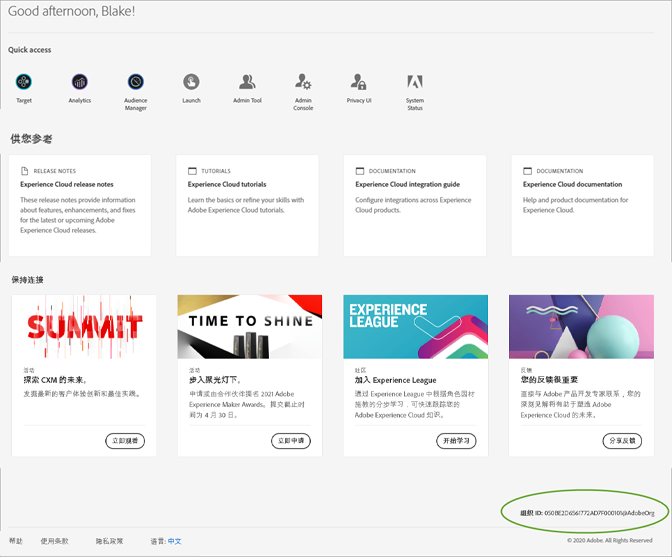 Good afternoon, Blake!
Quick access
Target Analytics Audience Manager Launch Admin Tool Admin Console Privacy UI System Status
供您参考
RELEASE NOTES
Experience Cloud release notes
These release notes provide information
about features, enhancements, and fixes
for the latest or upcoming Adobe
Experience Cloud releases.
TUTORIALS
Experience Cloud tutorials
Learn the basics or refine your skills with
Adobe Experience Cloud tutorials.
DOCUMENTATION
Experience Cloud integration guide
Configure integrations across Experience
Cloud products.
DOCUMENTATION
Experience Cloud documentation
Help and product documentation for
Experience Cloud.
保持连接
SUMMIT
活动
探索 CXM 的未来。
发掘最新的客户体验创新和最佳实践。
立即观看
TIME TO SHINE
活动
步入聚光灯下。
申请或由合作伙伴提名 2021 Adobe
Experience Maker Awards。提交截止时
间为 4 月 30 日。
立即申请
EXPERIENCE
LEAGUE
社区
加入 Experience League
通过 Experience League 中根据角色因材
施教的分步学习，可快速跟踪您的
Adobe Experience Cloud 知识。
开始学习
反馈
您的反馈很重要
直接与 Adobe 产品开发专家联系，您的
深刻见解将有助于塑造 Adobe
Experience Cloud 的未来。
分享反馈
组织 ID:
帮助 使用条款 隐私政策 语言: 中文
© 2020 Adobe. All Rights Reserved